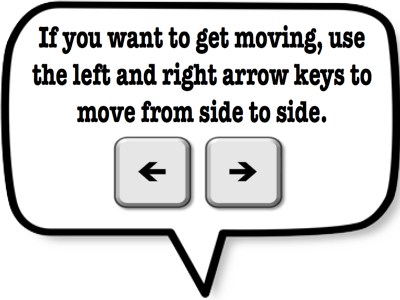 If you want to get moving, use
the left and right arrow keys to
move from side to side.
← →